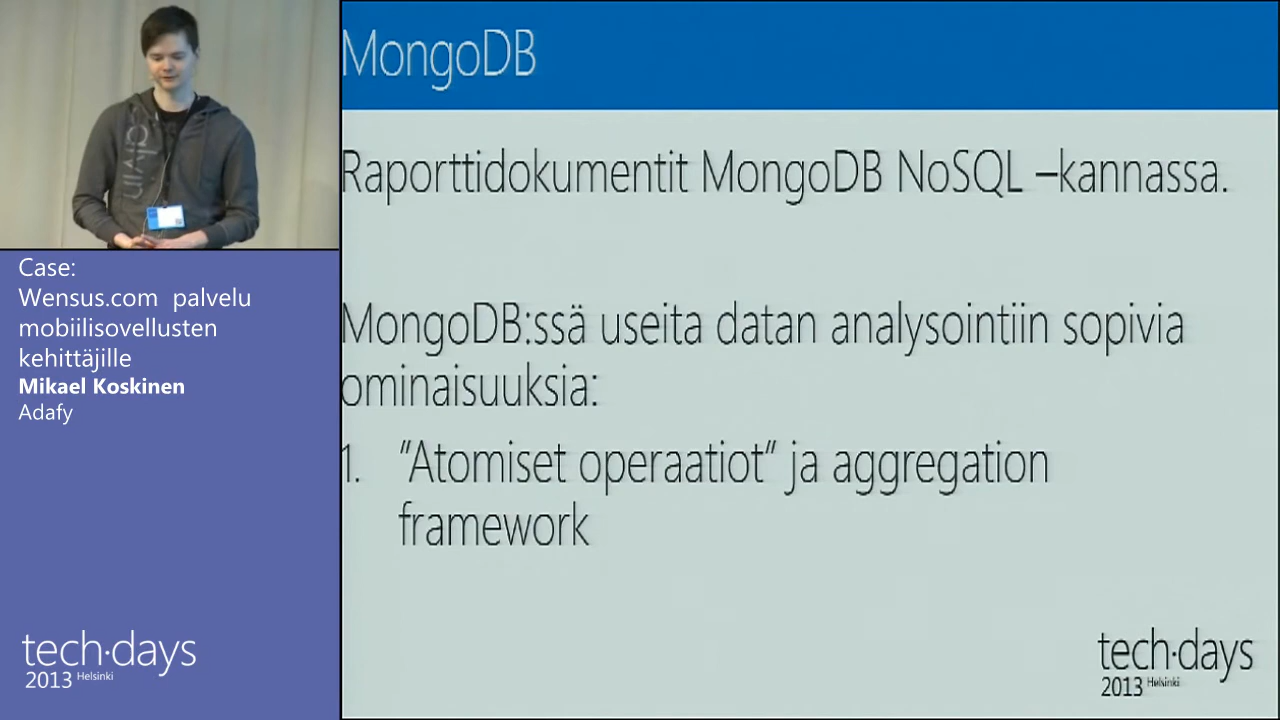 MongoDB
Raporttidokumentit MongoDB NoSQL –kannassa.
MongoDB:ssä useita datan analysointiin sopivia
ominaisuuksia:
1. ”Atomiset operaatiot” ja aggregation
framework
tech·days
2013 Helsinki
calvin
Case:
Wensus.com palvelu
mobiilisovellusten
kehittäjille
Mikael Koskinen
Adafy
tech·days
2013 Helsinki